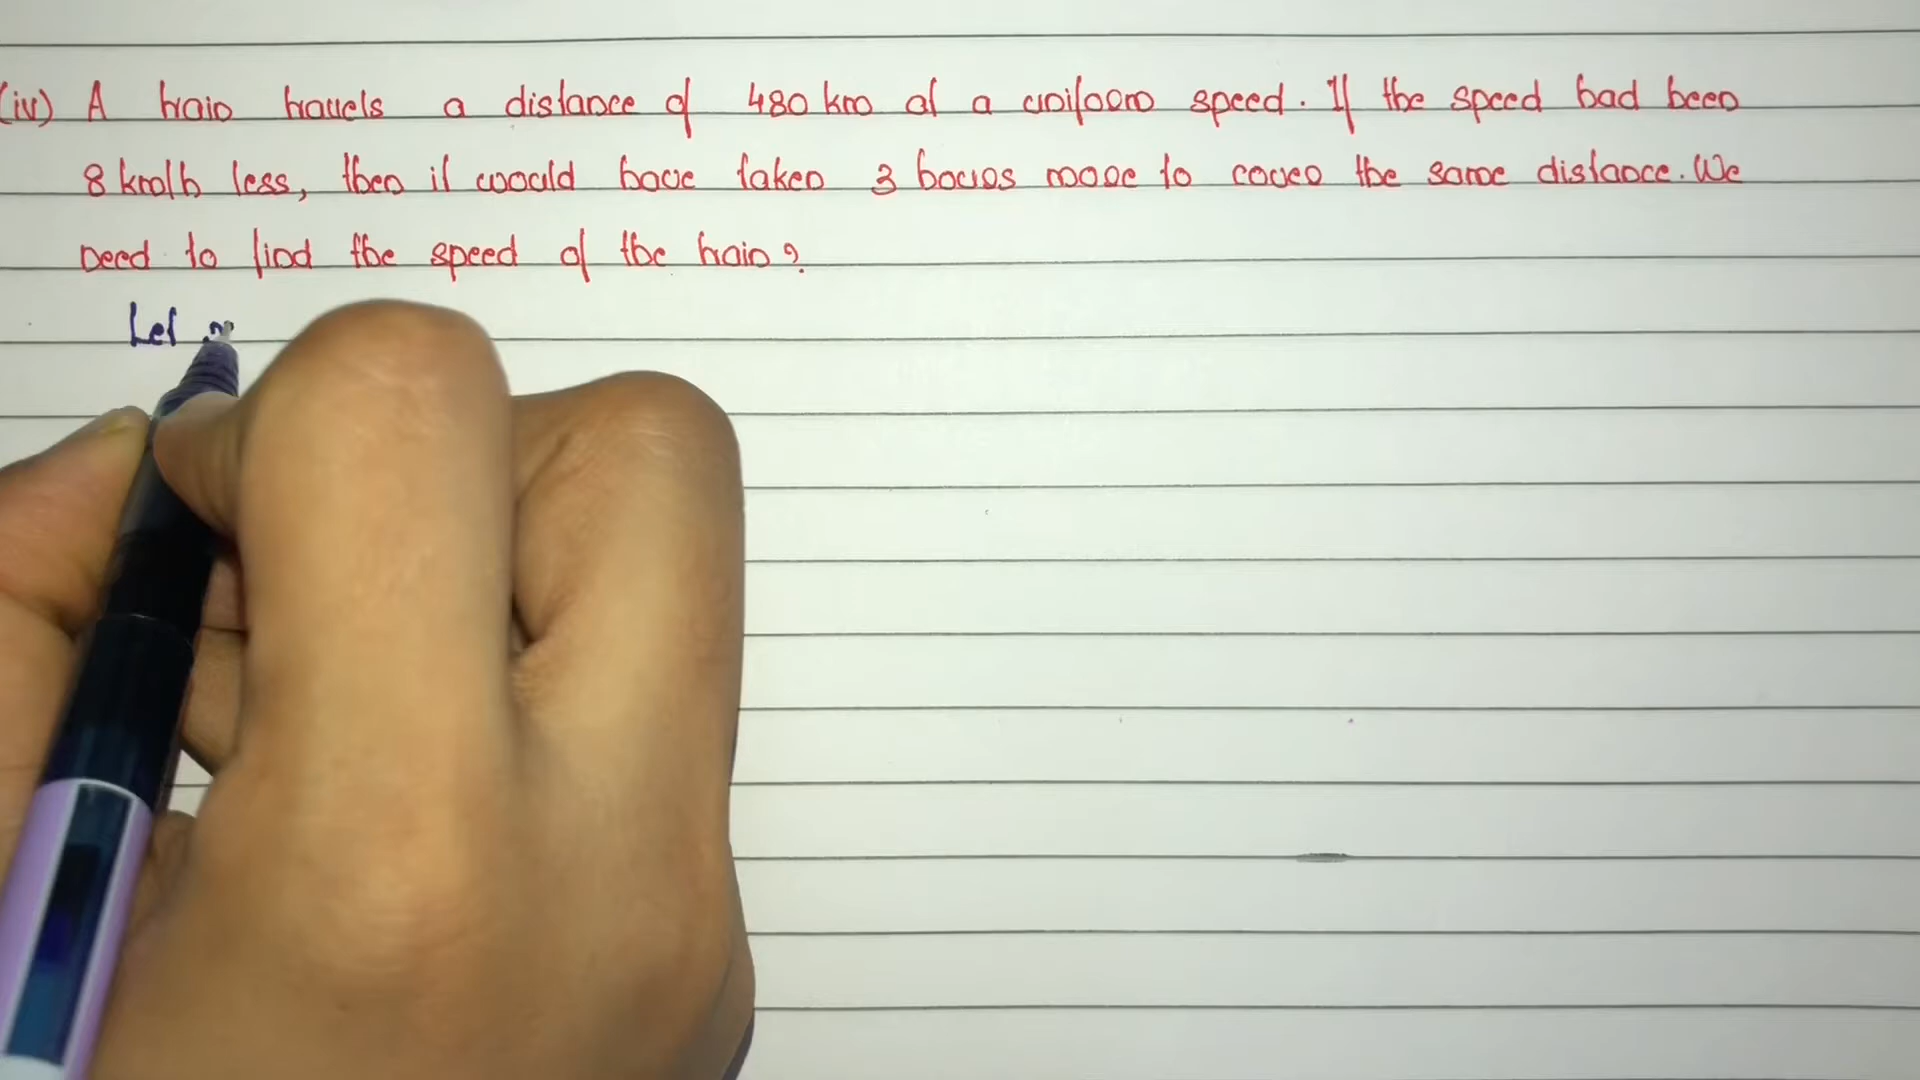 (iv) A train travels a distance of 480 km at a uniform speed. If the speed had been
8 km/h less, then it would have taken 3 hours more to cover the same distance. We
need to find the speed of the train?
Let